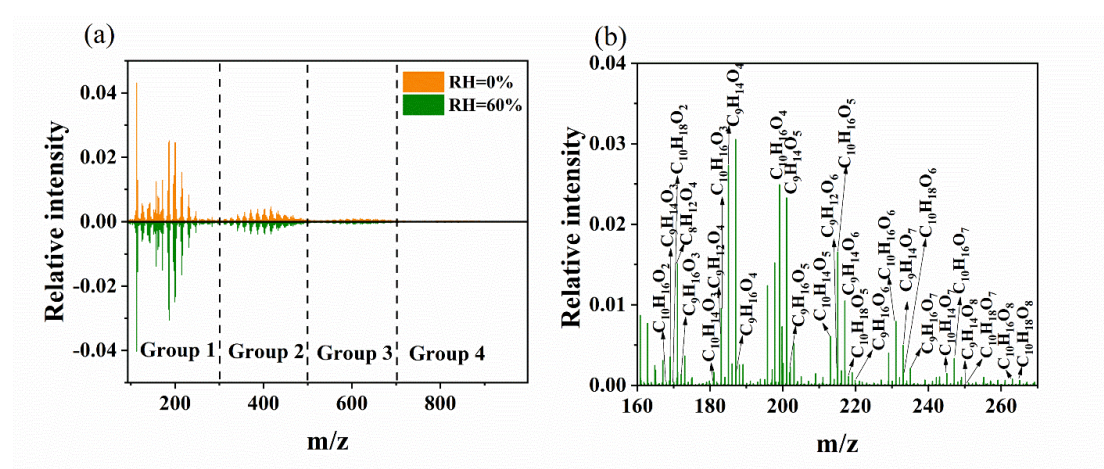 (a)
Relative intensity
0.04
0.02
0.00
-0.02
-0.04
RH=0%
RH=60%
Group 1
Group 2
Group 3
Group 4
200
400
600
800
m/z
(b)
Relative intensity
0.04
0.03
0.02
0.01
0.00
C₁₀H₁₆O₂
C₉H₁₄O₃
C₁₀H₁₈O₂
C₈H₁₂O₄
C₉H₁₆O₃
C₁₀H₁₄O₃
C₉H₁₂O₄
C₁₀H₁₆O₃
C₉H₁₄O₄
C₉H₁₆O₄
C₁₀H₁₆O₄
C₉H₁₄O₅
C₉H₁₆O₅
C₁₀H₁₄O₅
C₉H₁₂O₆
C₁₀H₁₆O₅
C₉H₁₄O₆
C₁₀H₁₈O₅
C₉H₁₆O₆
C₁₀H₁₆O₆
C₉H₁₄O₇
C₁₀H₁₈O₆
C₉H₁₆O₇
C₁₀H₁₄O₇
C₁₀H₁₆O₇
C₉H₁₄O₈
C₁₀H₁₈O₇
C₁₀H₁₆O₈
C₁₀H₁₈O₈
160
180
200
220
240
260
m/z